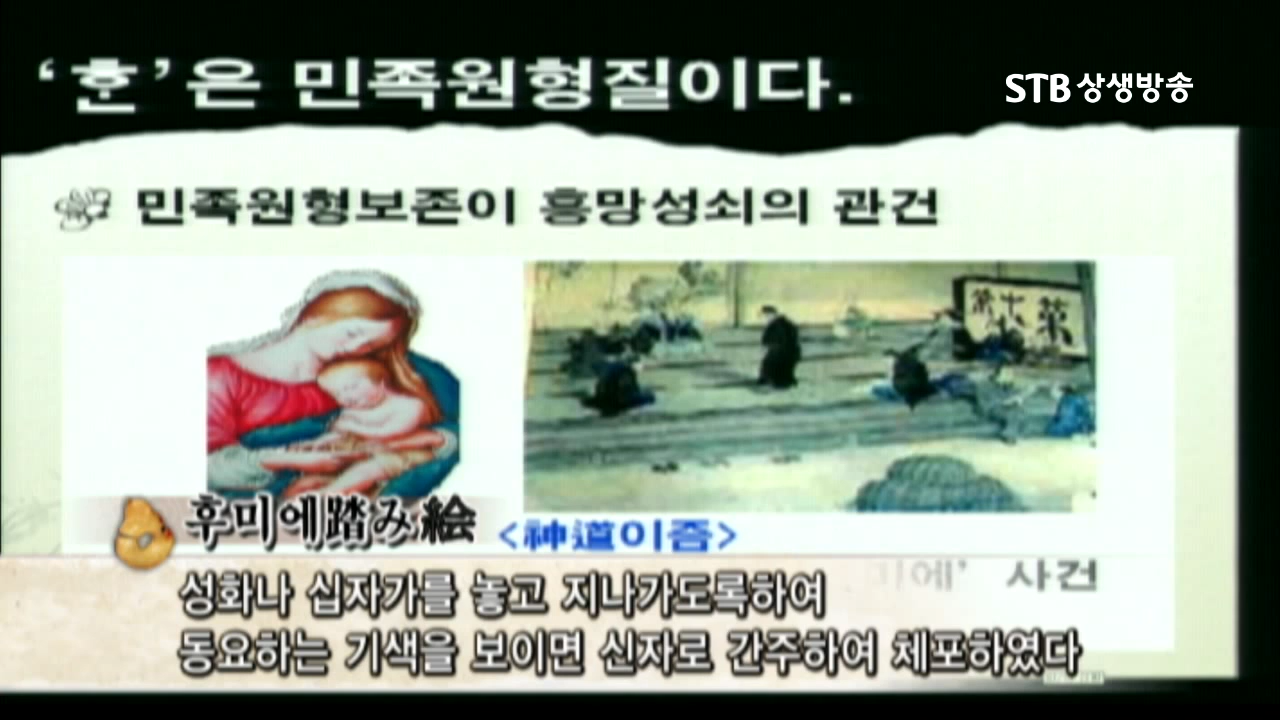 ‘혼’은 민족원형질이다.
STB 상생방송
민족원형보존이 흥망성쇠의 관건
후미에踏み絵
<神道이즘>
미에’ 사건
성화나 십자가를 놓고 지나가도록하여
동요하는 기색을 보이면 신자로 간주하여 체포하였다